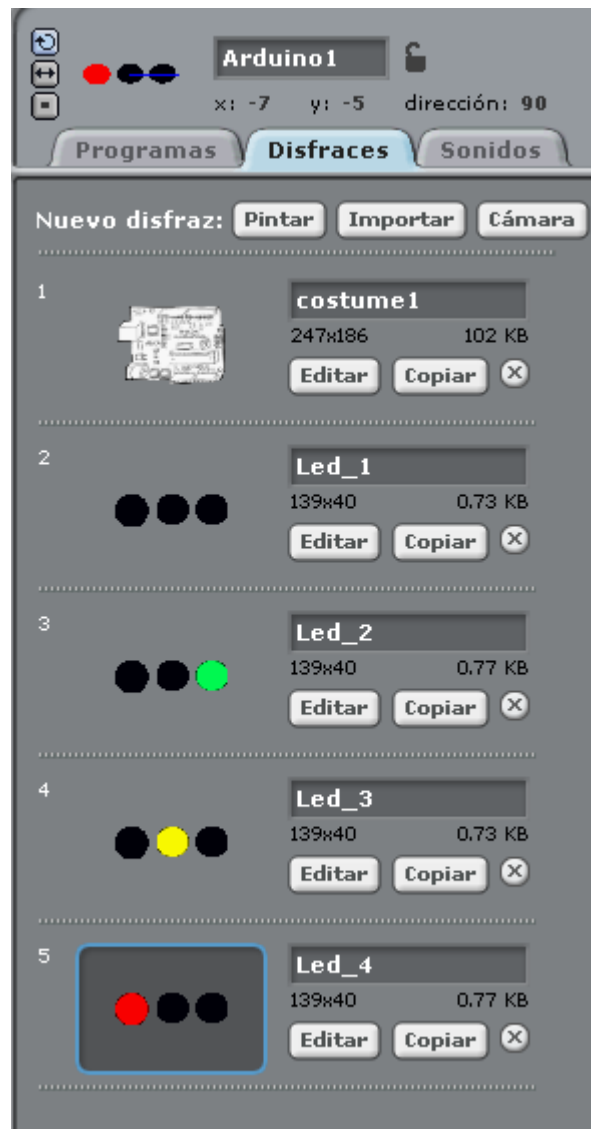 Arduino1
x: -7 y: -5 dirección: 90
Programas Disfraces Sonidos
Nuevo disfraz: Pintar Importar Cámara
1
costume1
247x186 102 KB
Editar Copiar
2
Led_1
139x40 0.73 KB
Editar Copiar
3
Led_2
139x40 0.77 KB
Editar Copiar
4
Led_3
139x40 0.73 KB
Editar Copiar
5
Led_4
139x40 0.77 KB
Editar Copiar